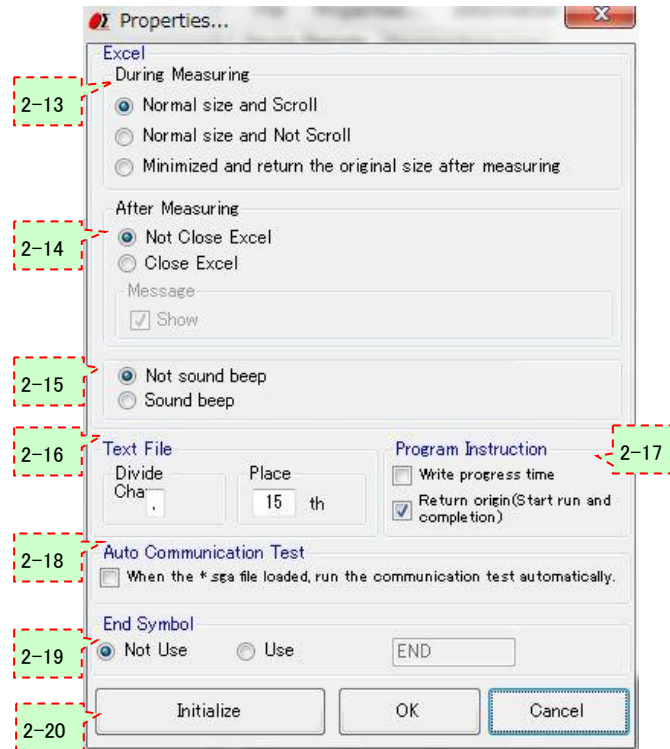 Properties...
Excel
During Measuring
2-13
Normal size and Scroll
Normal size and Not Scroll
Minimized and return the original size after measuring
After Measuring
2-14
Not Close Excel
Close Excel
Message
Show
2-15
Not sound beep
Sound beep
2-16
Text File
Program Instruction
2-17
Divide
Cha
,
Place
15 th
Write progress time
Return origin(Start run and
completion)
2-18
Auto Communication Test
When the *.sga file loaded, run the communication test automatically.
End Symbol
2-19
Not Use
Use
END
2-20
Initialize
OK
Cancel